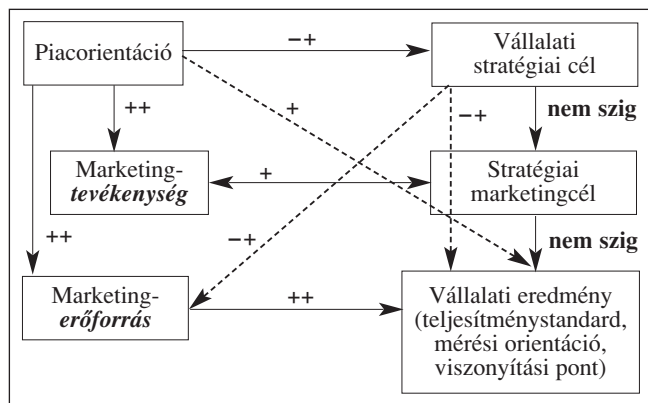 Piacorientáció
−+
Vállalati
stratégiai cél
++
+
−+
nem szig
Marketing-
tevékenység
+
Stratégiai
marketingcél
++
−+
nem szig
Marketing-
erőforrás
++
Vállalati eredmény
(teljesítménystandard,
mérési orientáció,
viszonyítási pont)